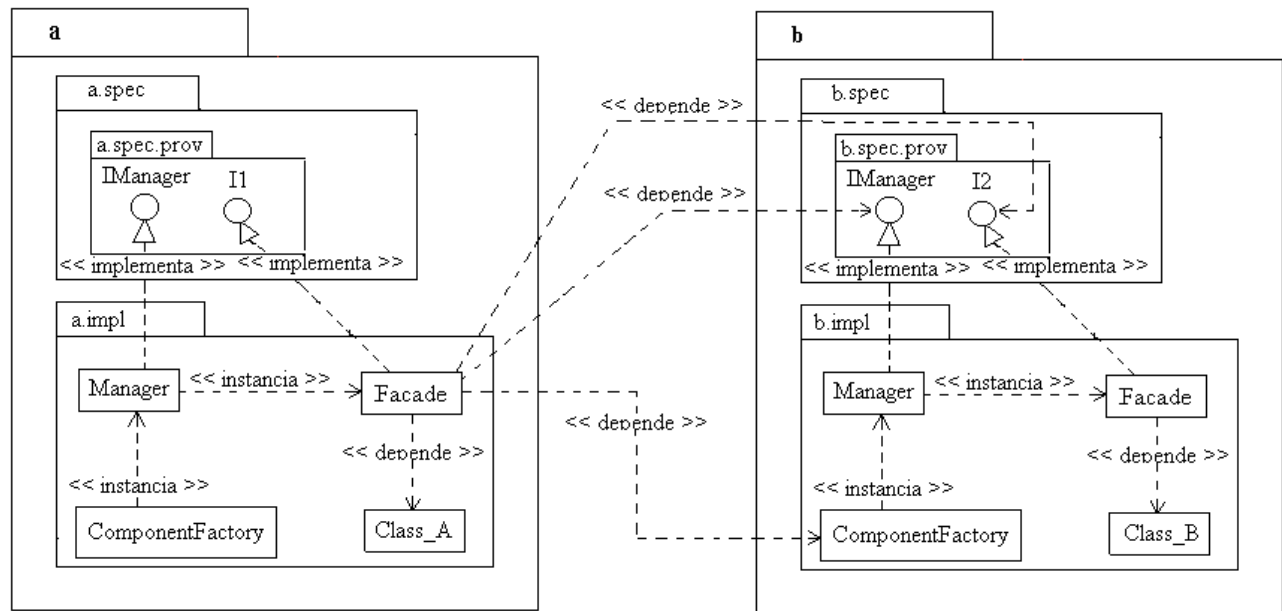 a
a.spec
a.spec.prov
IManager
I1
<< implementa >>
<< implementa >>
a.impl
Manager
<< instancia >>
Facade
<< depende >>
<< instancia >>
ComponentFactory
Class_A
<< depende >>
<< depende >>
<< depende >>
b
b.spec
b.spec.prov
IManager
I2
<< implementa >>
<< implementa >>
b.impl
Manager
<< instancia >>
Facade
<< depende >>
<< instancia >>
ComponentFactory
Class_B